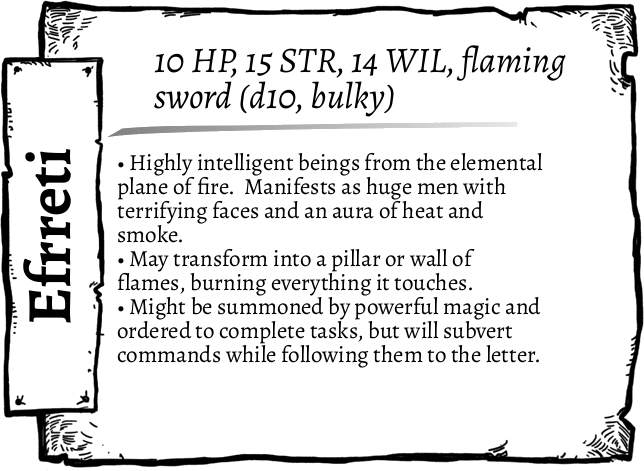 Efrreti
10 HP, 15 STR, 14 WIL, flaming
sword (d10, bulky)
• Highly intelligent beings from the elemental
plane of fire.  Manifests as huge men with
terrifying faces and an aura of heat and
smoke.
• May transform into a pillar or wall of
flames, burning everything it touches.
• Might be summoned by powerful magic and
ordered to complete tasks, but will subvert
commands while following them to the letter.